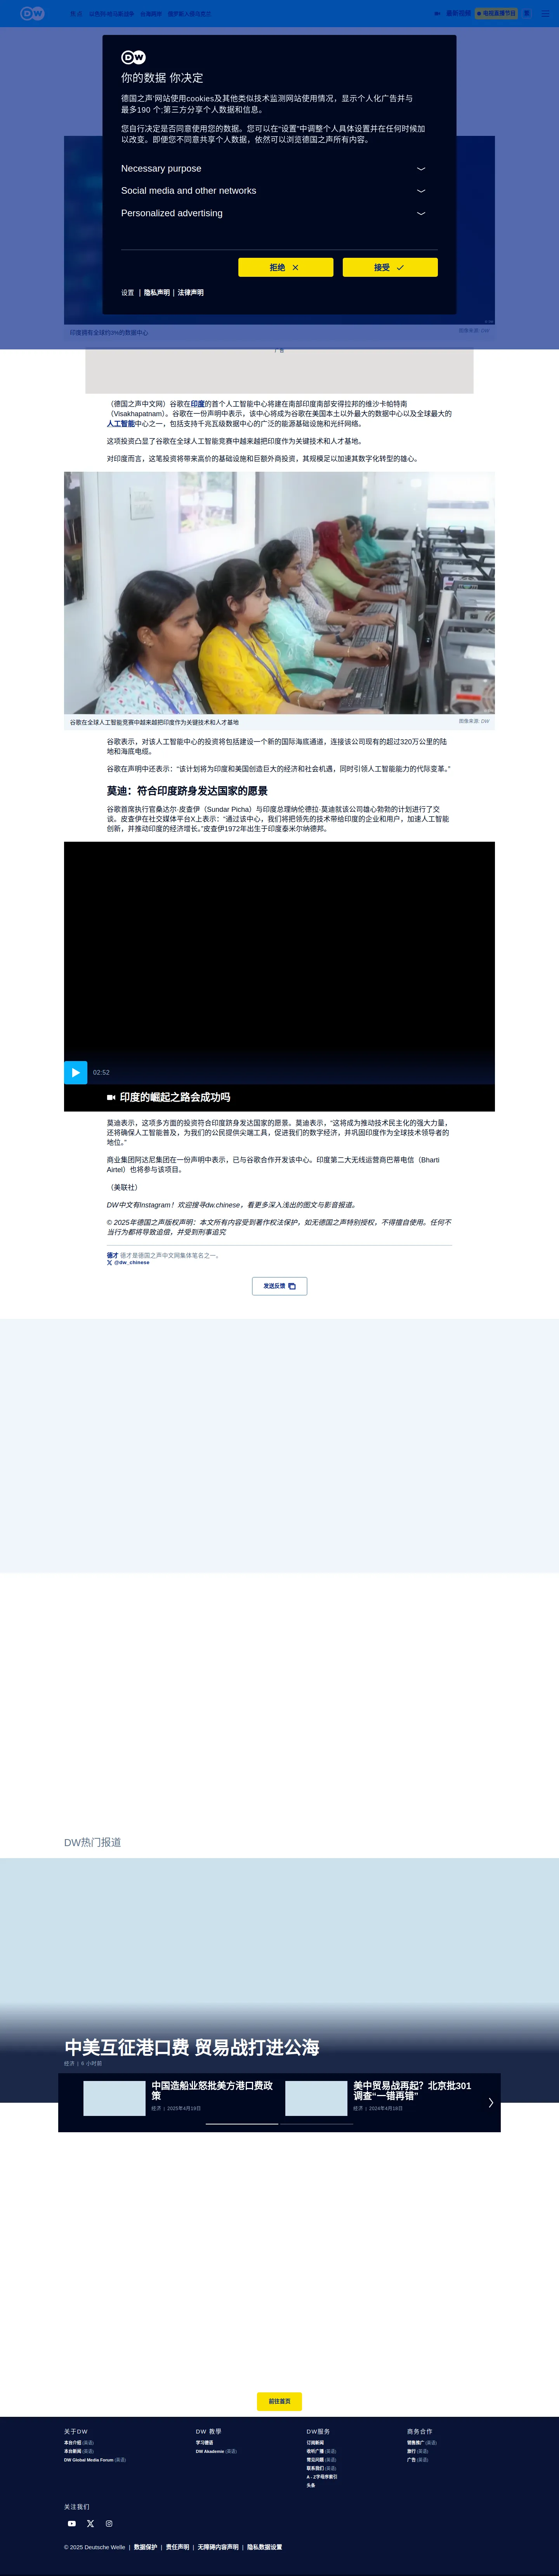 DW
最新视频
电视直播节目
DW
你的数据 你决定
德国之声'网站使用cookies及其他类似技术监测网站使用情况，显示个人化广告并与
最多190 个;第三方分享个人数据和信息。
您自行决定是否同意使用您的数据。您可以在“设置”中调整个人具体设置并在任何时候加
以改变。即便您不同意共享个人数据，依然可以浏览德国之声所有内容。
Necessary purpose
Social media and other networks
Personalized advertising
拒绝
接受
设置 | 隐私声明 | 法律声明
印度拥有全球约3%的数据中心
图像来源: DW
广告
（德国之声中文网）谷歌在印度的首个人工智能中心将建在南部印度南部安得拉邦的维沙卡帕特南
（Visakhapatnam）。谷歌在一份声明中表示，该中心将成为谷歌在美国本土以外最大的数据中心以及全球最大的
人工智能中心之一，包括支持千兆瓦级数据中心的广泛的能源基础设施和光纤网络。
这项投资凸显了谷歌在全球人工智能竞赛中越来越把印度作为关键技术和人才基地。
对印度而言，这笔投资将带来高价的基础设施和巨额外商投资，其规模足以加速其数字化转型的雄心。
谷歌在全球人工智能竞赛中越来越把印度作为关键技术和人才基地
图像来源: DW
谷歌表示，对该人工智能中心的投资将包括建设一个新的国际海底通道，连接该公司现有的超过320万公里的陆
地和海底电缆。
谷歌在声明中还表示：“该计划将为印度和美国创造巨大的经济和社会机遇，同时引领人工智能能力的代际变革。”
莫迪：符合印度跻身发达国家的愿景
谷歌首席执行官桑达尔·皮查伊（Sundar Picha）与印度总理纳伦德拉·莫迪就该公司雄心勃勃的计划进行了交
谈。皮查伊在社交媒体平台X上表示：“通过该中心，我们将把领先的技术带给印度的企业和用户，加速人工智能
创新，并推动印度的经济增长。”皮查伊1972年出生于印度泰米尔纳德邦。
02:52
印度的崛起之路会成功吗
莫迪表示，这项多方面的投资符合印度跻身发达国家的愿景。莫迪表示，“这将成为推动技术民主化的强大力量，
还将确保人工智能普及，为我们的公民提供尖端工具，促进我们的数字经济，并巩固印度作为全球技术领导者的
地位。”
商业集团阿达尼集团在一份声明中表示，已与谷歌合作开发该中心。印度第二大无线运营商巴蒂电信（Bharti
Airtel）也将参与该项目。
（美联社）
DW中文有Instagram！欢迎搜寻dw.chinese，看更多深入浅出的图文与影音报道。
© 2025年德国之声版权声明：本文所有内容受到著作权法保护，如无德国之声特别授权，不得擅自使用。任何不
当行为都将导致追偿，并受到刑事追究
德才 德才是德国之声中文网集体笔名之一。
@dw_chinese
发送反馈
DW热门报道
中美互征港口费 贸易战打进公海
经济 | 6 小时前
中国造船业怒批美方港口费政
策
经济 | 2025年4月19日
美中贸易战再起？北京批301
调查“一错再错”
经济 | 2024年4月18日
前往首页
关于DW
本台介绍 (英语)
本台新闻 (英语)
DW Global Media Forum (英语)
DW 教學
学习德语
DW Akademie (英语)
DW服务
订阅新闻
收听广播 (英语)
常见问题 (英语)
联系我们 (英语)
A - Z字母序索引
头条
商务合作
销售推广 (英语)
旅行 (英语)
广告 (英语)
关注我们
© 2025 Deutsche Welle | 数据保护 | 责任声明 | 无障碍内容声明 | 隐私数据设置